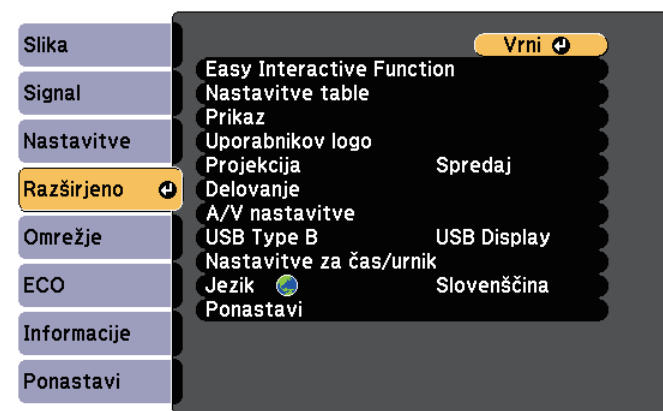 Slika
Signal
Nastavitve
Razširjeno
Omrežje
ECO
Informacije
Ponastavi
Vrni
Easy Interactive Function
Nastavitve table
Prikaz
Uporabnikov logo
Projekcija Spredaj
Delovanje
A/V nastavitve
USB Type B USB Display
Nastavitve za čas/urnik
Jezik Slovenščina
Ponastavi